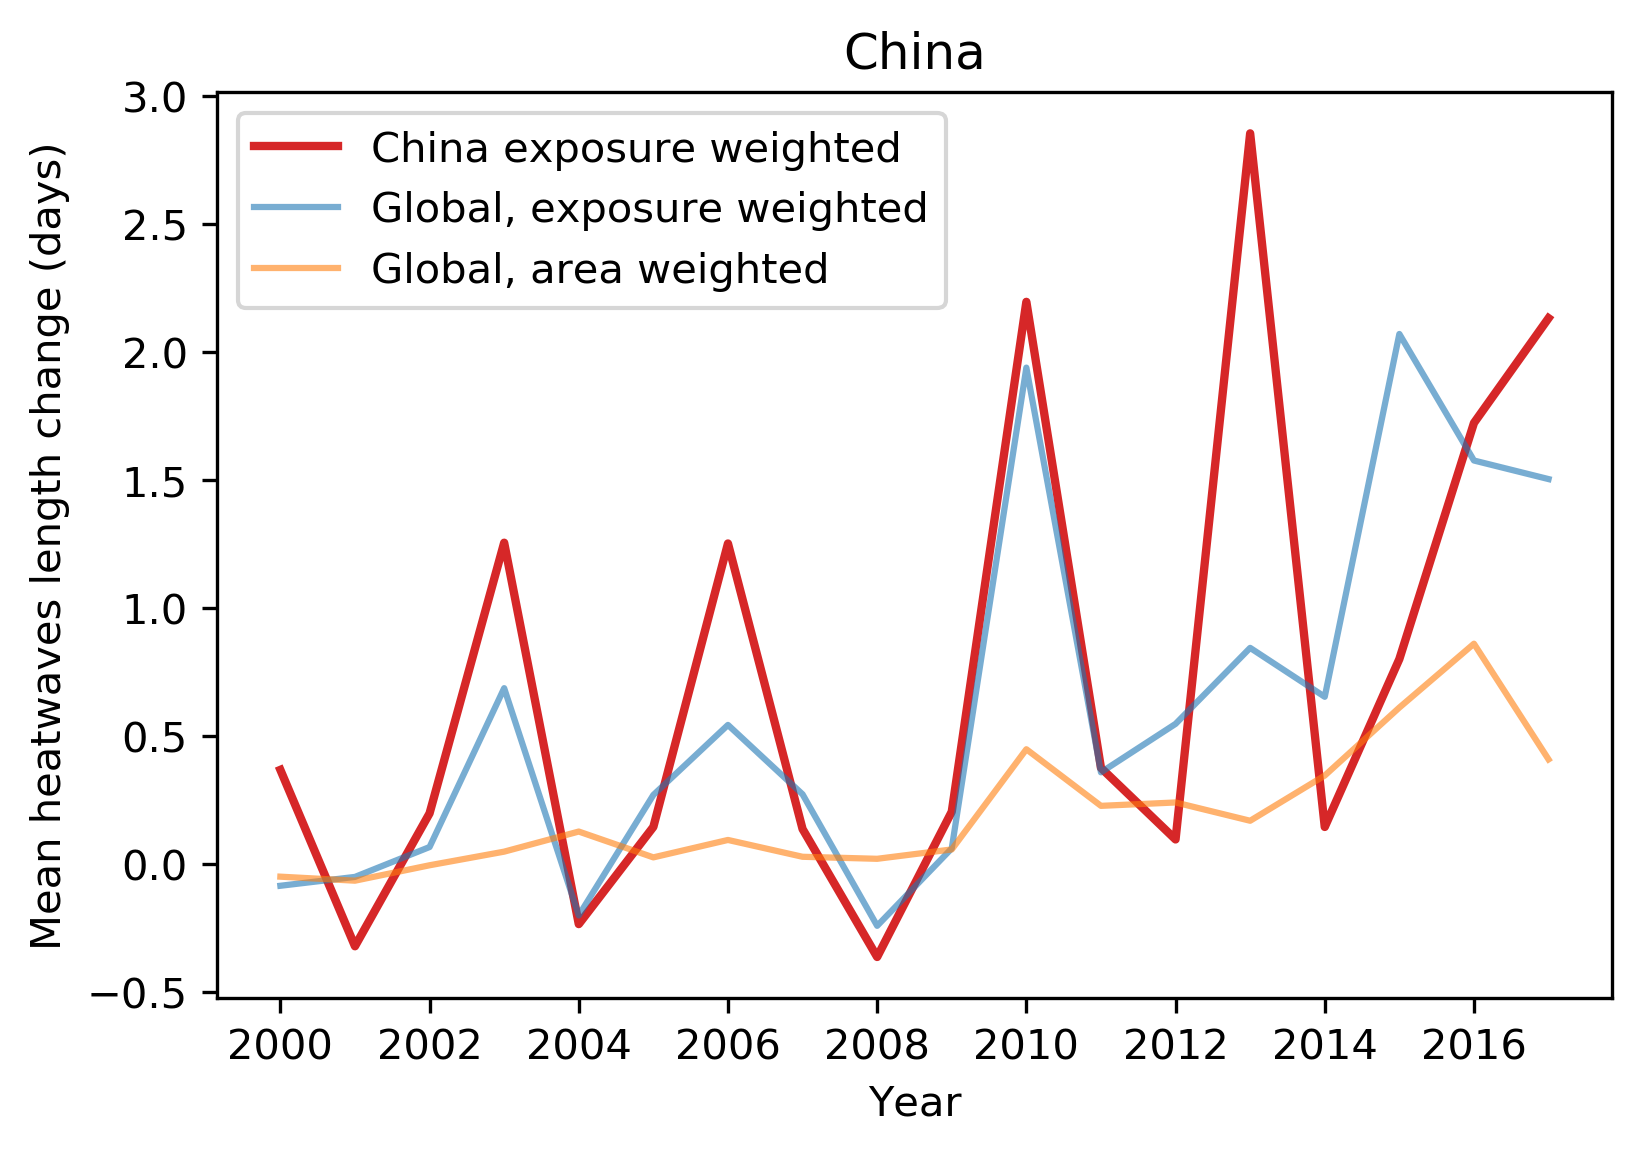 China
China exposure weighted
Global, exposure weighted
Global, area weighted
Mean heatwaves length change (days)
3.0
2.5
2.0
1.5
1.0
0.5
0.0
−0.5
2000 2002 2004 2006 2008 2010 2012 2014 2016
Year